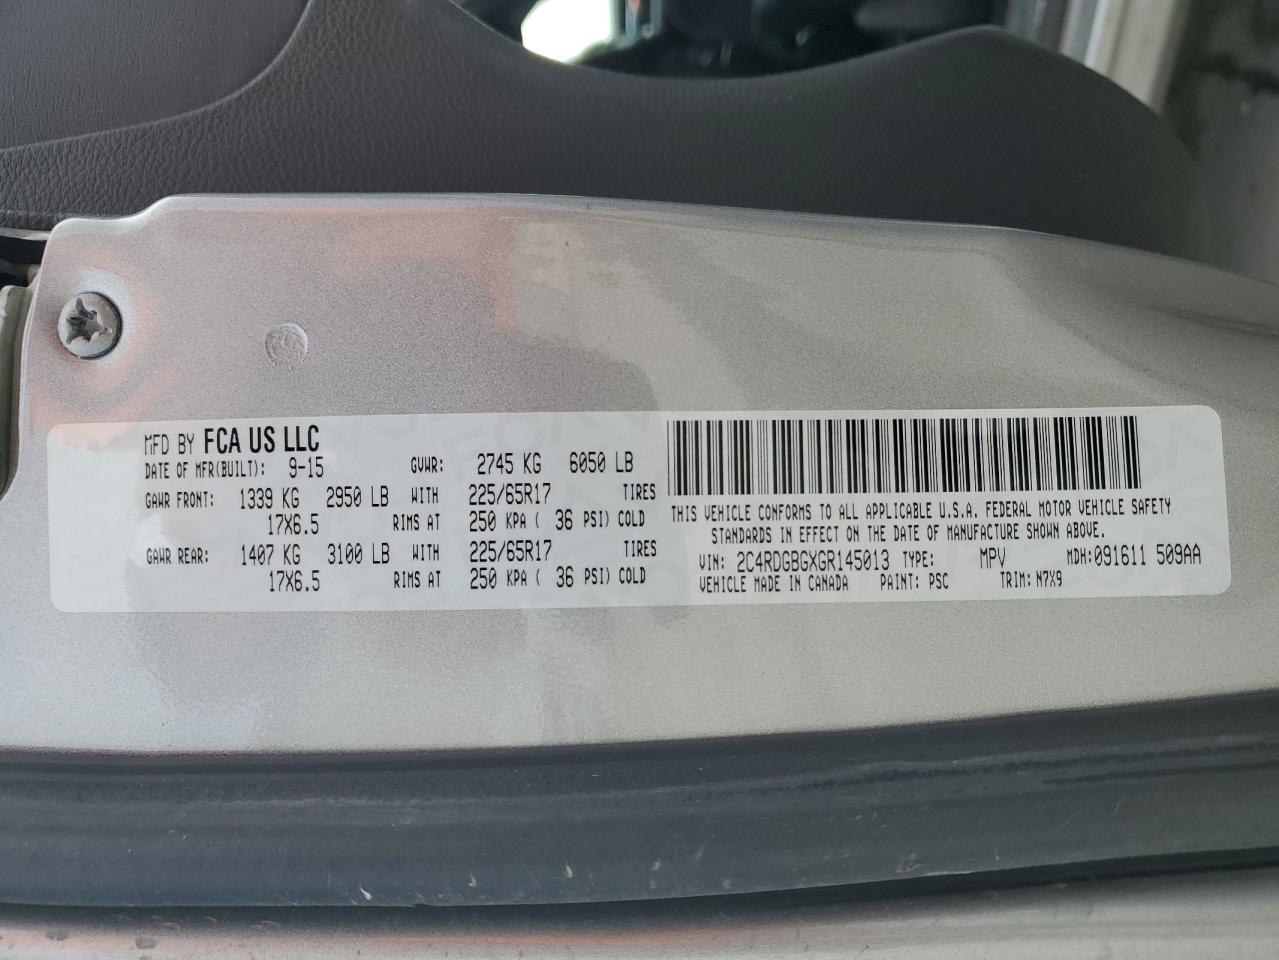 MFD BY FCA US LLC
DATE OF MFR(BUILT): 9-15 GVWR: 2745 KG 6050 LB
GAWR FRONT: 1339 KG 2950 LB WITH 225/65R17 TIRES
17X6.5 RIMS AT 250 KPA ( 36 PSI) COLD
GAWR REAR: 1407 KG 3100 LB WITH 225/65R17 TIRES
17X6.5 RIMS AT 250 KPA ( 36 PSI) COLD
THIS VEHICLE CONFORMS TO ALL APPLICABLE U.S.A. FEDERAL MOTOR VEHICLE SAFETY
STANDARDS IN EFFECT ON THE DATE OF MANUFACTURE SHOWN ABOVE.
VIN: 2C4RDGBGXGR145013 TYPE: MPV MDH: 091611 509AA
VEHICLE MADE IN CANADA PAINT: PSC TRIM: N7X9